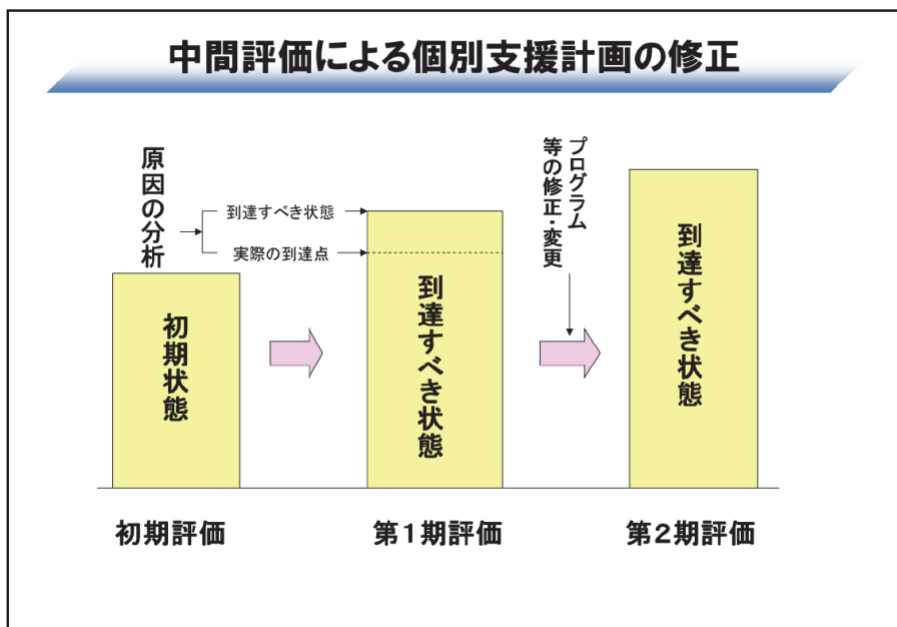 中間評価による個別支援計画の修正
原因の分析
到達すべき状態
実際の到達点
プログラム
等の修正・変更
初期状態
到達すべき状態
到達すべき状態
初期評価
第1期評価
第2期評価